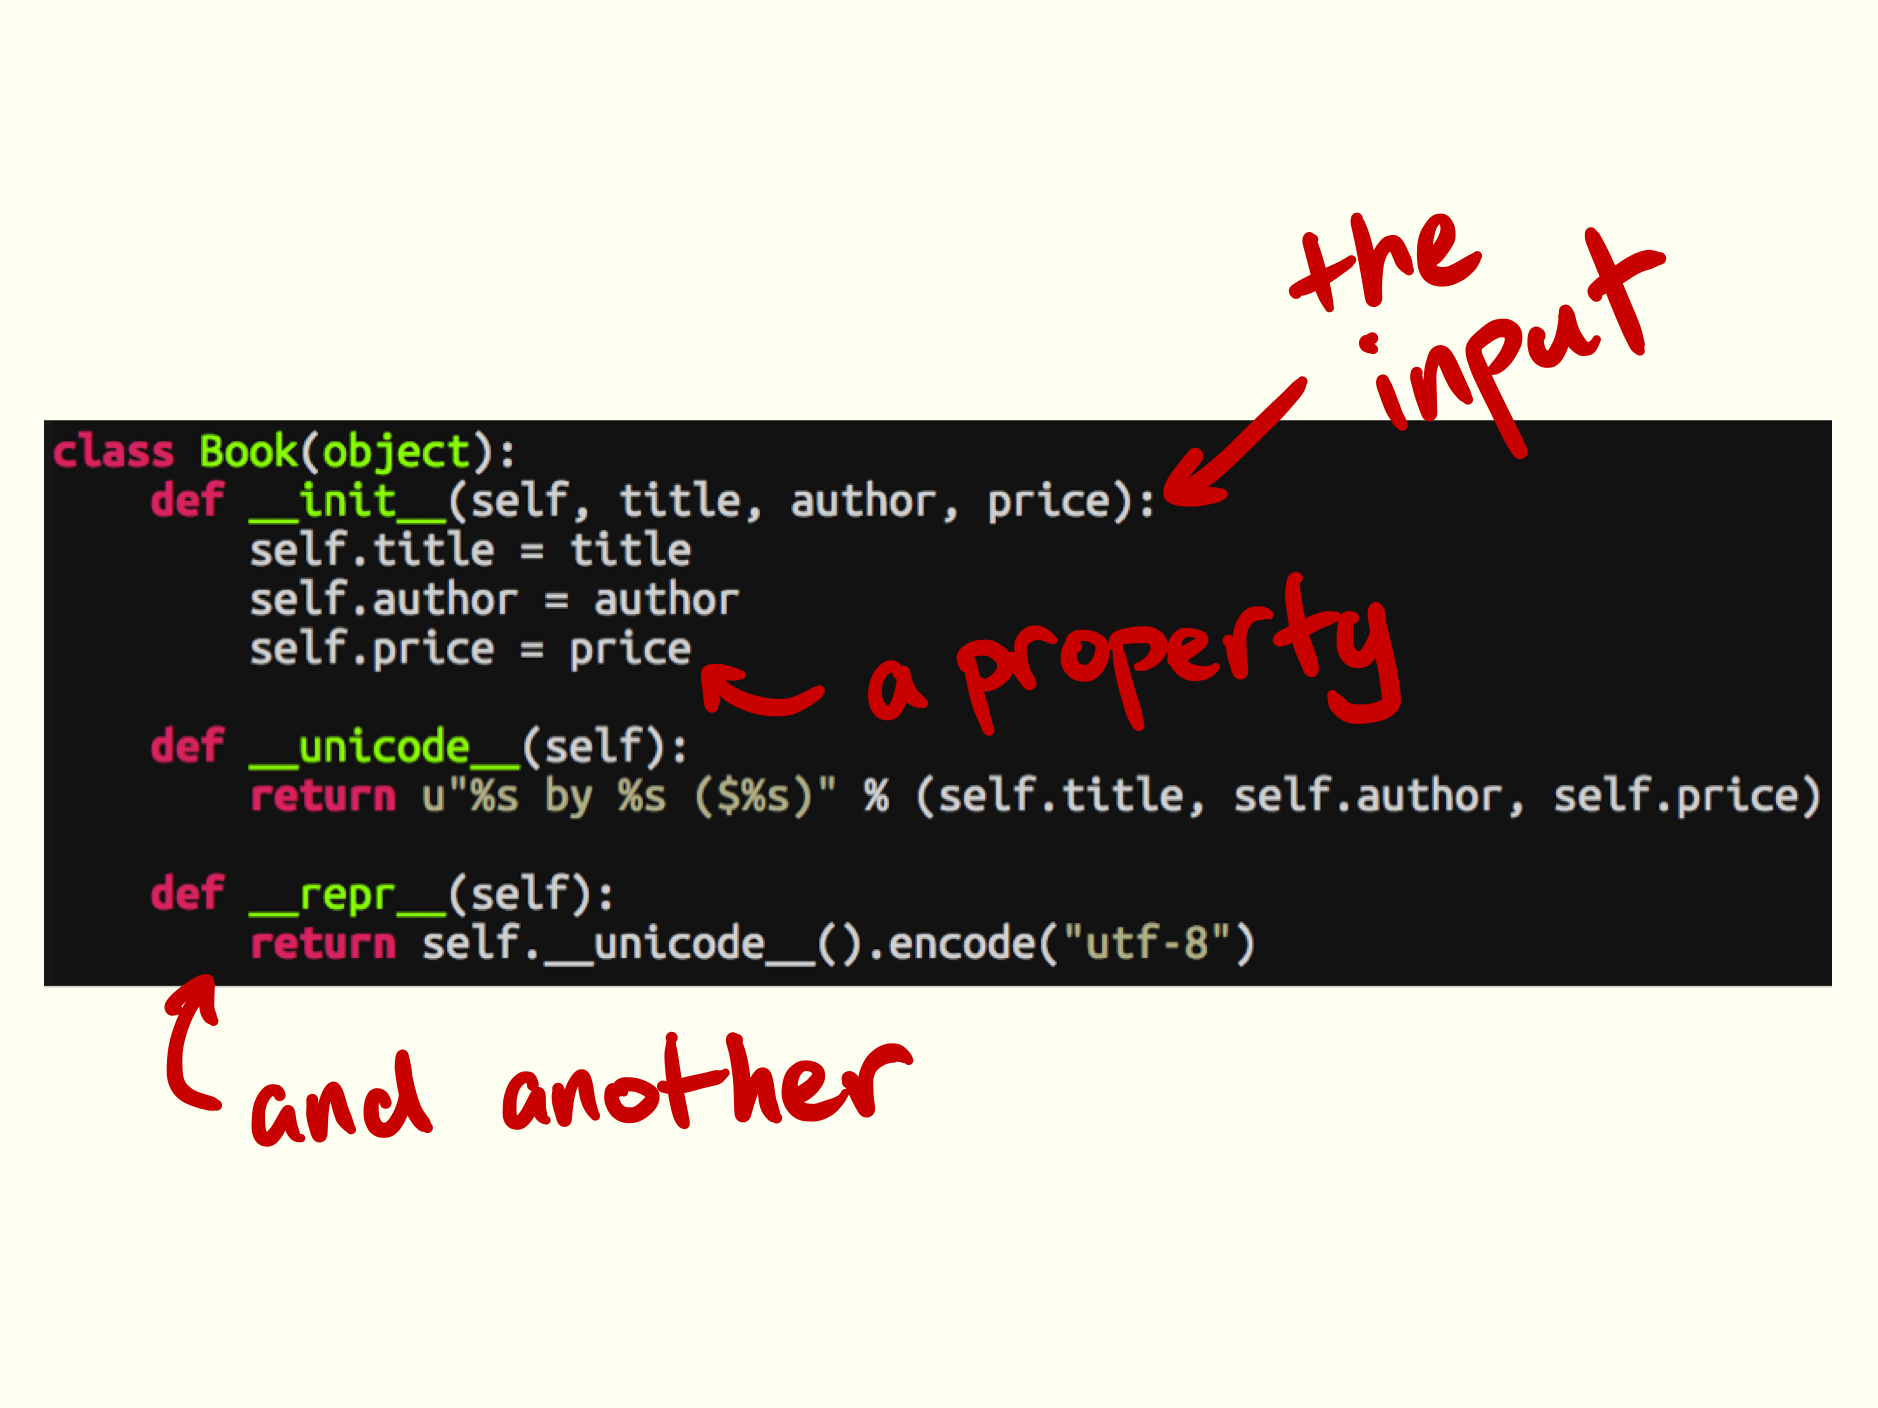 the
input
class Book(object):
    def __init__(self, title, author, price):
        self.title = title
        self.author = author
        self.price = price
a property
    def __unicode__(self):
        return u"%s by %s ($%s)" % (self.title, self.author, self.price)
    def __repr__(self):
        return self.__unicode__().encode("utf-8")
and another